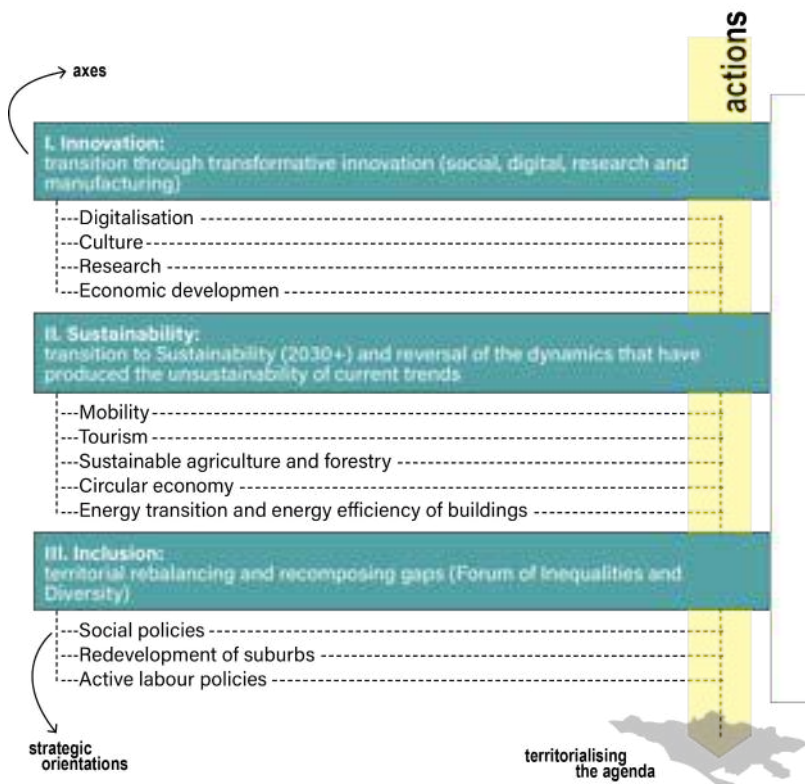 actions
axes
I. Innovation:
transition through transformative innovation (social, digital, research and
manufacturing)
Digitalisation
Culture
Research
Economic developmen
II. Sustainability:
transition to Sustainability (2030+) and reversal of the dynamics that have
produced the unsustainability of current trends
Mobility
Tourism
Sustainable agriculture and forestry
Circular economy
Energy transition and energy efficiency of buildings
III. Inclusion:
territorial rebalancing and recomposing gaps (Forum of Inequalities and
Diversity)
Social policies
Redevelopment of suburbs
Active labour policies
strategic
orientations
territorialising
the agenda